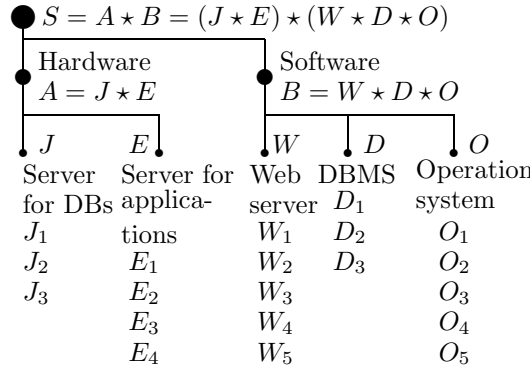 S = A ⋆ B = (J ⋆ E) ⋆ (W ⋆ D ⋆ O)
Hardware Software
A = J ⋆ E B = W ⋆ D ⋆ O
J E W D O
Server Server for Web DBMS Operation
for DBs applica- server D₁ system
J₁ tions W₁ D₂ O₁
J₂ E₁ W₂ D₃ O₂
J₃ E₂ W₃ O₃
E₃ W₄ O₄
E₄ W₅ O₅